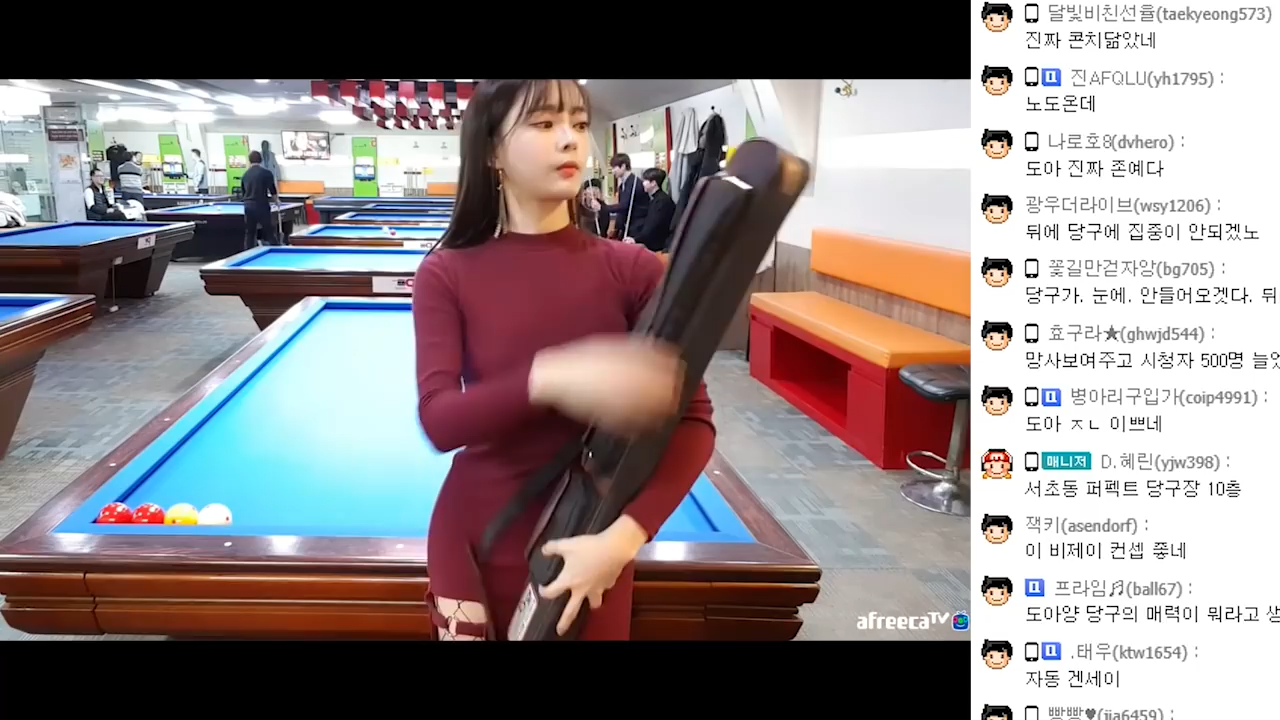 달빛비친선율(taekyeong573)
진짜 콘치닮았네
진AFQLU(yh1795) :
노도온데
나로호8(dvhero) :
도아 진짜 존예다
광우더라이브(wsy1206) :
뒤에 당구에 집중이 안되겠노
꽃길만걷자앙(bg705) :
당구가. 눈에. 안들어오겟다. 뒤
효구라★(ghwjd544) :
망사보여주고 시청자 500명 늘었
병아리구입가(coip4991) :
도아 ㅈㄴ 이쁘네
매니저 D.혜린(yjw398) :
서초동 퍼펙트 당구장 10층
잭키(asendorf) :
이 비제이 컨셉 좋네
프라임♬(ball67) :
도아양 당구의 매력이 뭐라고 생
.태우(ktw1654) :
자동 겐세이
빵빵♥(jja6459) :
afreecaTV